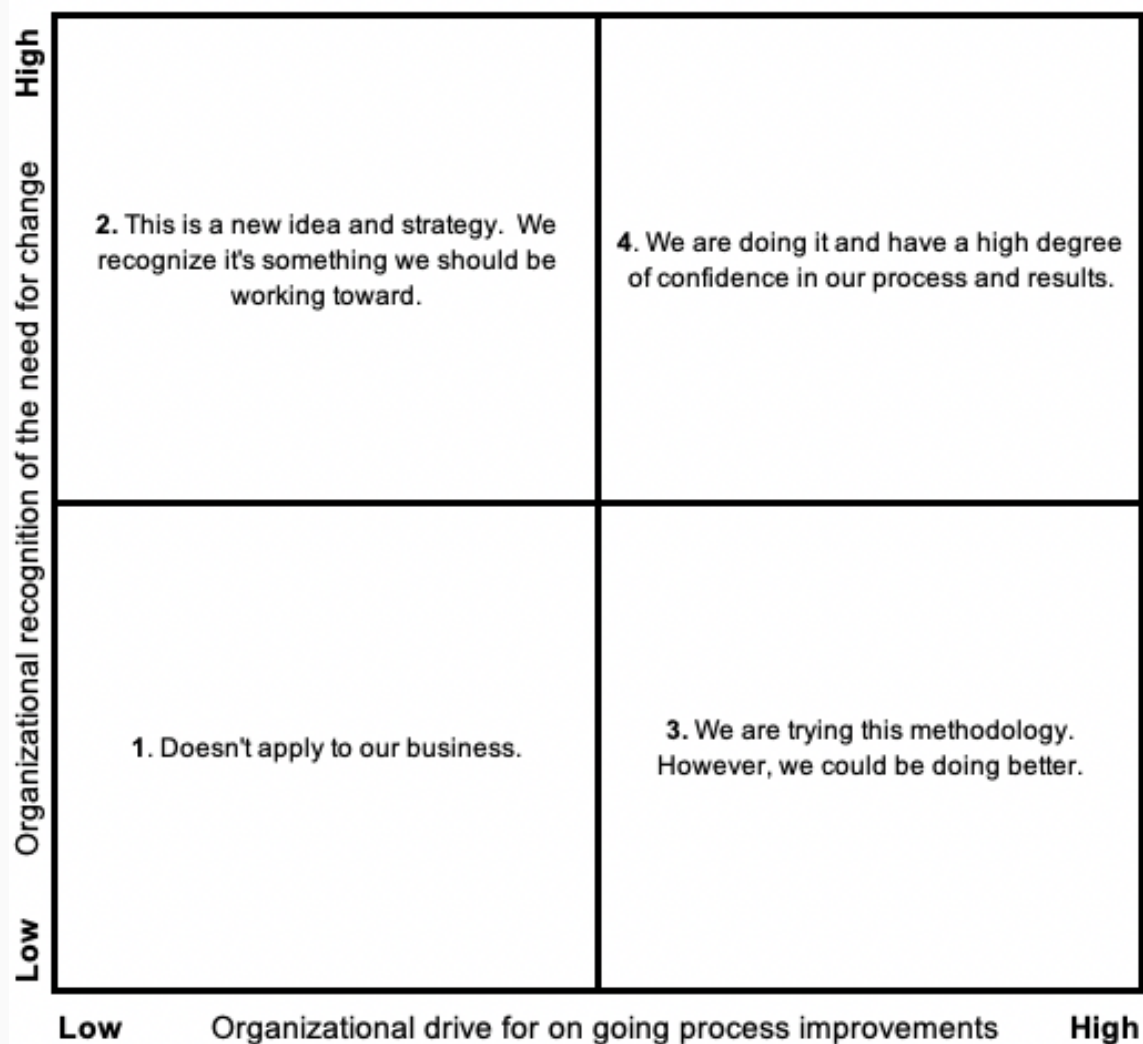 High
Organizational recognition of the need for change
Low
2. This is a new idea and strategy.  We
recognize it's something we should be
working toward.
4. We are doing it and have a high degree
of confidence in our process and results.
1. Doesn't apply to our business.
3. We are trying this methodology.
However, we could be doing better.
Low Organizational drive for on going process improvements High